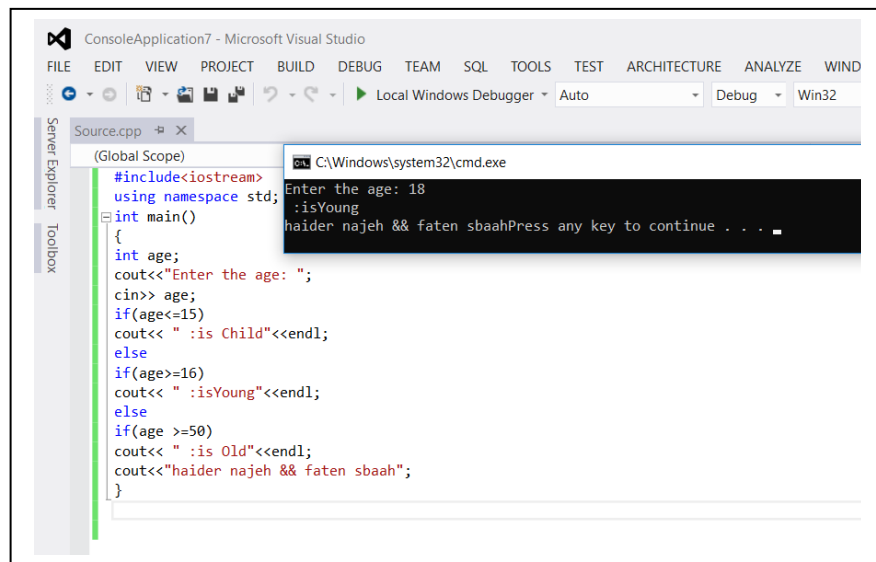 ConsoleApplication7 - Microsoft Visual Studio
FILE EDIT VIEW PROJECT BUILD DEBUG TEAM SQL TOOLS TEST ARCHITECTURE ANALYZE WIND
Local Windows Debugger Auto Debug Win32
Server Explorer
Toolbox
Source.cpp
(Global Scope)
#include<iostream>
using namespace std;
int main()
{
int age;
cout<<"Enter the age: ";
cin>> age;
if(age<=15)
cout<< " :is Child"<<endl;
else
if(age>=16)
cout<< " :isYoung"<<endl;
else
if(age >=50)
cout<< " :is Old"<<endl;
cout<<"haider najeh && faten sbaah";
}
C:\Windows\system32\cmd.exe
Enter the age: 18
 :isYoung
haider najeh && faten sbaahPress any key to continue . . .